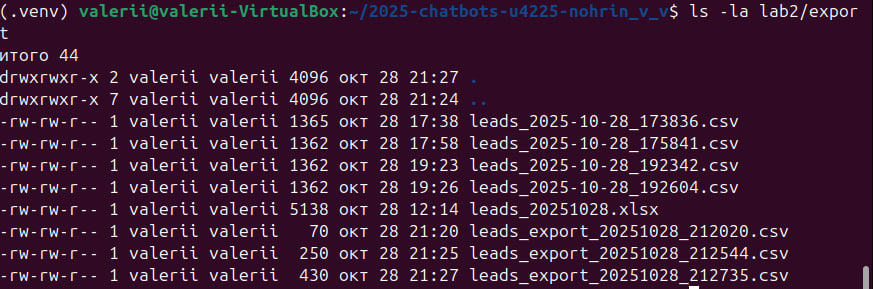 (.venv) valerii@valerii-VirtualBox:~/2025-chatbots-u4225-nohrin_v_v$ ls -la lab2/expor
t
итого 44
drwxrwxr-x 2 valerii valerii 4096 окт 28 21:27 .
drwxrwxr-x 7 valerii valerii 4096 окт 28 21:24 ..
-rw-rw-r-- 1 valerii valerii 1365 окт 28 17:38 leads_2025-10-28_173836.csv
-rw-rw-r-- 1 valerii valerii 1362 окт 28 17:58 leads_2025-10-28_175841.csv
-rw-rw-r-- 1 valerii valerii 1362 окт 28 19:23 leads_2025-10-28_192342.csv
-rw-rw-r-- 1 valerii valerii 1362 окт 28 19:26 leads_2025-10-28_192604.csv
-rw-rw-r-- 1 valerii valerii 5138 окт 28 12:14 leads_20251028.xlsx
-rw-rw-r-- 1 valerii valerii   70 окт 28 21:20 leads_export_20251028_212020.csv
-rw-rw-r-- 1 valerii valerii  250 окт 28 21:25 leads_export_20251028_212544.csv
-rw-rw-r-- 1 valerii valerii  430 окт 28 21:27 leads_export_20251028_212735.csv